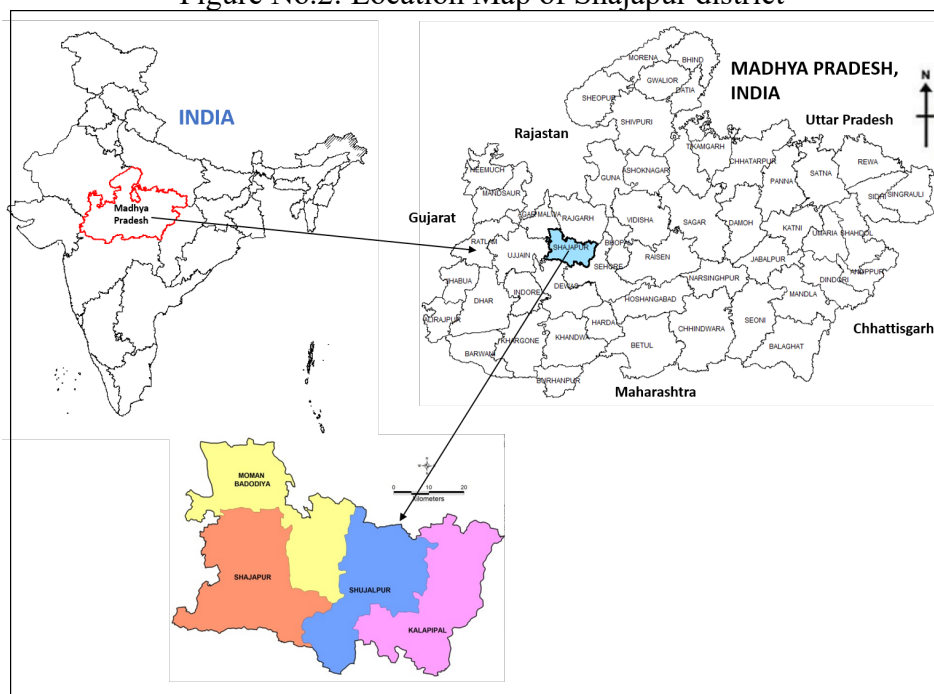 Figure No.2: Location Map of Shajapur district
INDIA
Madhya
Pradesh
MADHYA PRADESH,
INDIA
N
Rajastan
Uttar Pradesh
Gujarat
Chhattisgarh
Maharashtra
MORENA
BHIND
GWALIOR
DATIA
SHEOPUR
SHIVPURI
TIKAMGARH
CHHATARPUR
REWA
SATNA
PANNA
SIDHI
SINGRAULI
NEEMUCH
MANDSAUR
GUNA
ASHOKNAGAR
AGAR MALWA
RAJGARH
VIDISHA
SAGAR
DAMOH
KATNI
UMARIA
SHAHDOL
RATLAM
UJJAIN
SHAJAPUR
BHOPAL
RAISEN
SEHORE
JABALPUR
ANUPPUR
DINDORI
NARSINGHPUR
MANDLA
JHABUA
DHAR
INDORE
DEWAS
HOSHANGABAD
SEONI
ALIRAJPUR
HARDA
CHHINDWARA
KHARGONE
KHANDWA
BETUL
BALAGHAT
BARWANI
BURHANPUR
MOMAN
BADODIYA
0 10 20
Kilometers
SHAJAPUR
SHUJALPUR
KALAPIPAL